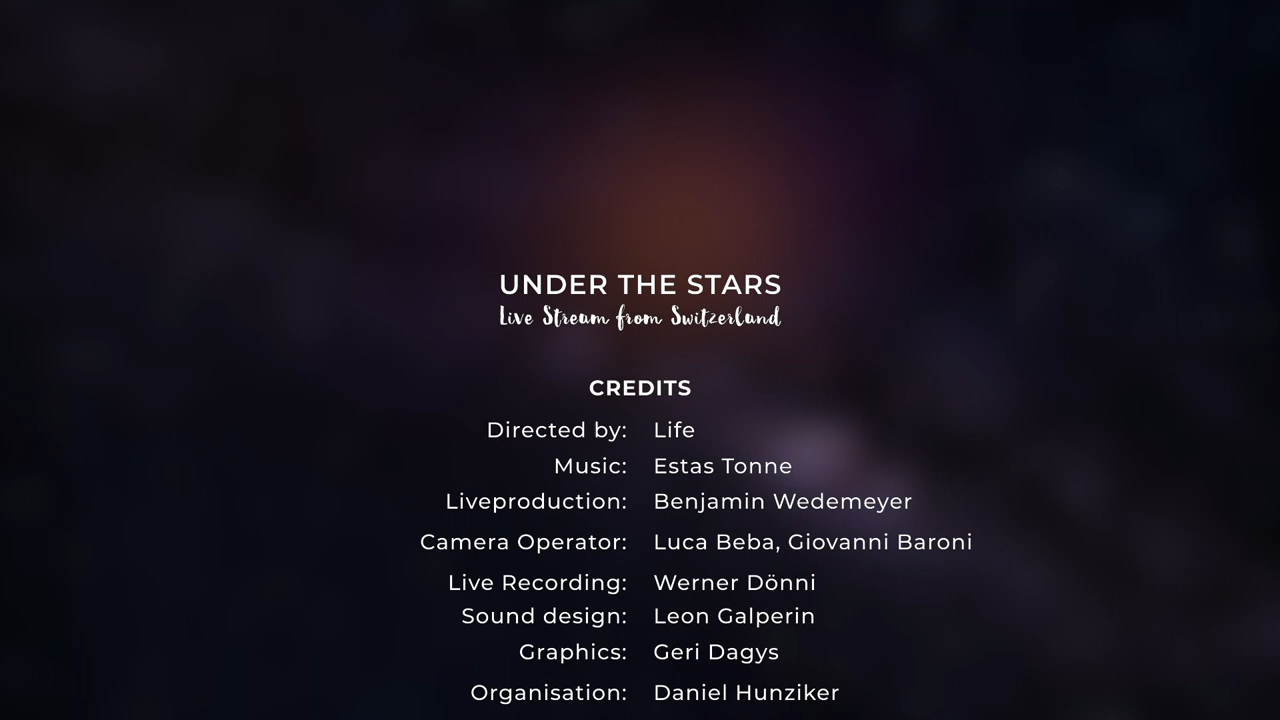 UNDER THE STARS
Live Stream from Switzerland
CREDITS
Directed by: Life
Music: Estas Tonne
Liveproduction: Benjamin Wedemeyer
Camera Operator: Luca Beba, Giovanni Baroni
Live Recording: Werner Dönni
Sound design: Leon Galperin
Graphics: Geri Dagys
Organisation: Daniel Hunziker